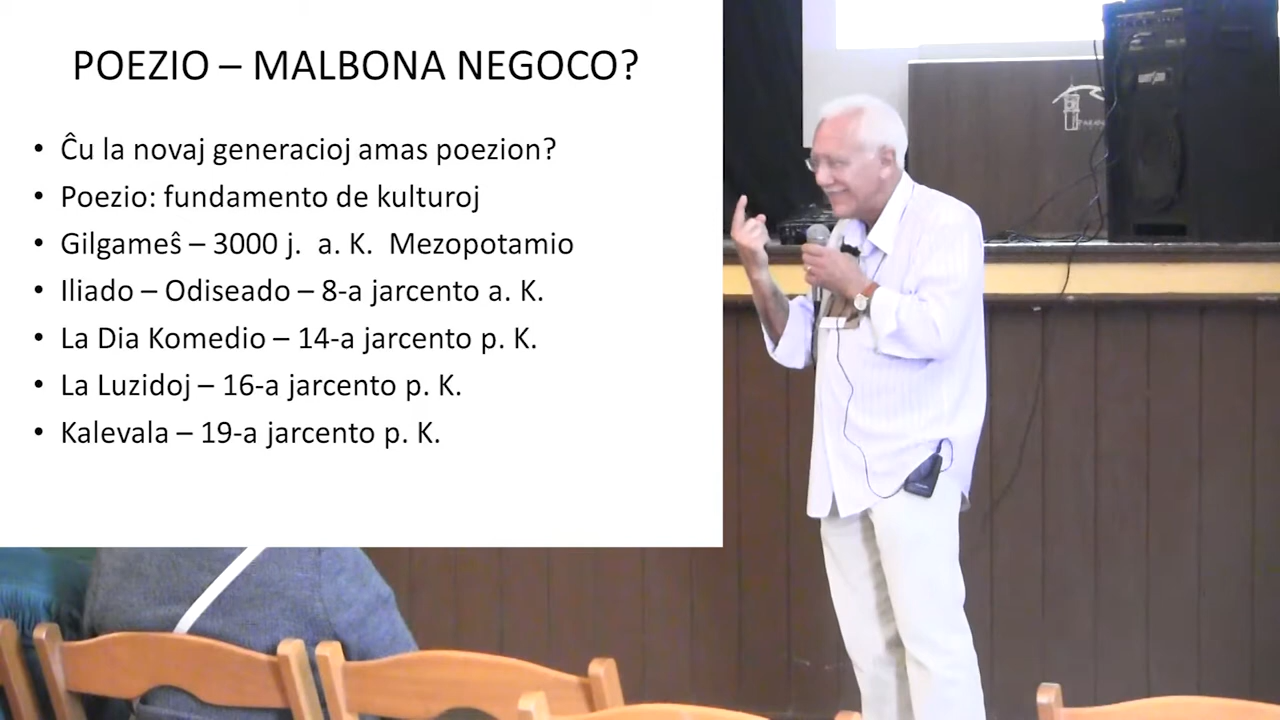 POEZIO – MALBONA NEGOCO?
• Ĉu la novaj generacioj amas poezion?
• Poezio: fundamento de kulturoj
• Gilgameŝ – 3000 j. a. K. Mezopotamio
• Iliado – Odiseado – 8-a jarcento a. K.
• La Dia Komedio – 14-a jarcento p. K.
• La Luzidoj – 16-a jarcento p. K.
• Kalevala – 19-a jarcento p. K.